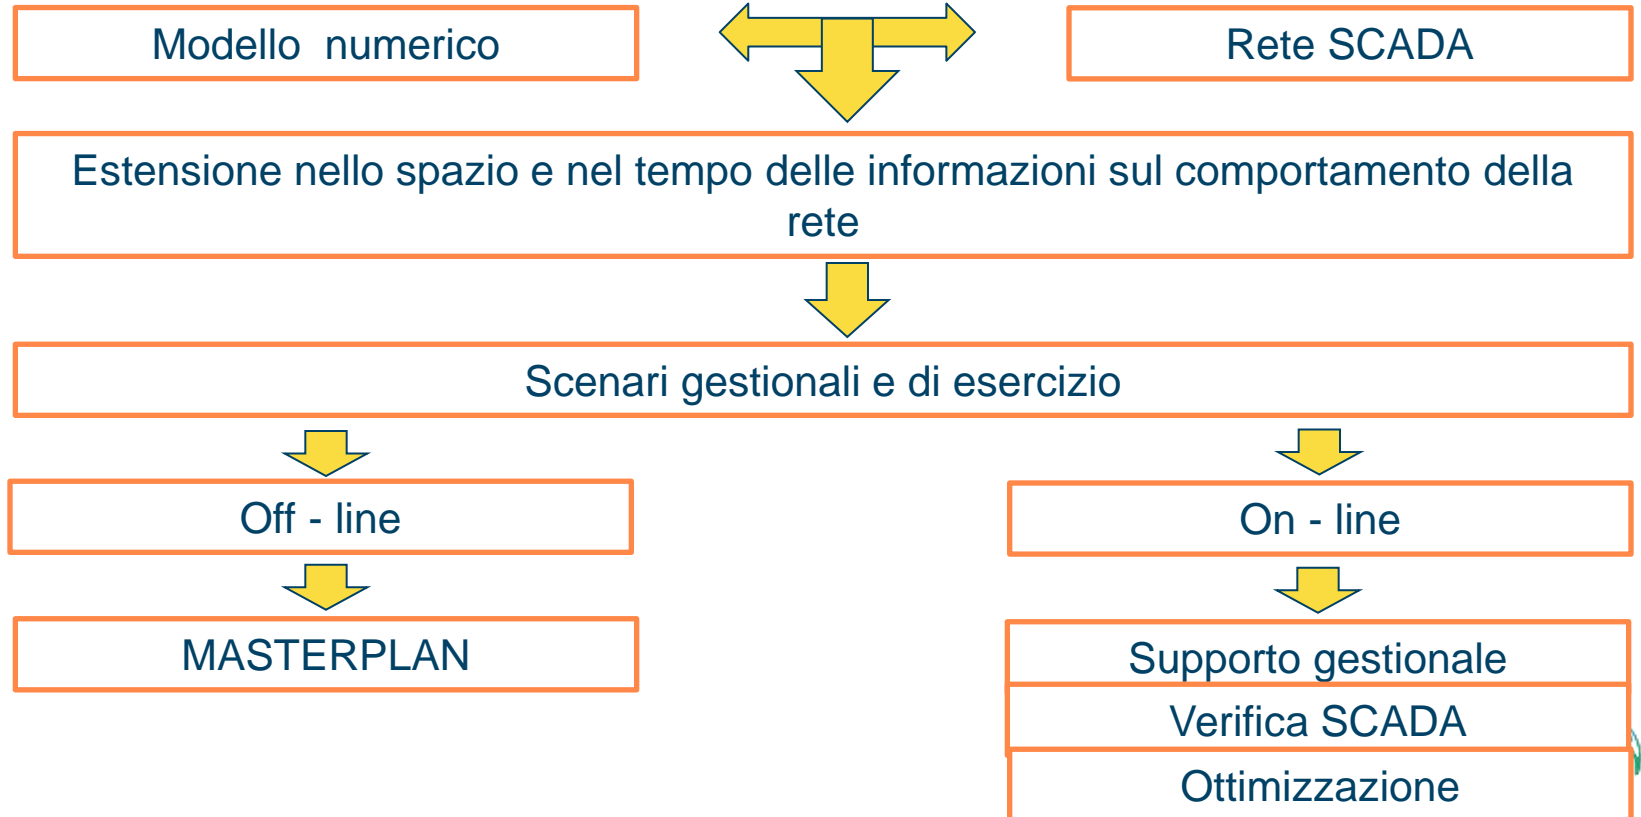 Modello numerico
Rete SCADA
Estensione nello spazio e nel tempo delle informazioni sul comportamento della
rete
Scenari gestionali e di esercizio
Off - line
On - line
MASTERPLAN
Supporto gestionale
Verifica SCADA
Ottimizzazione